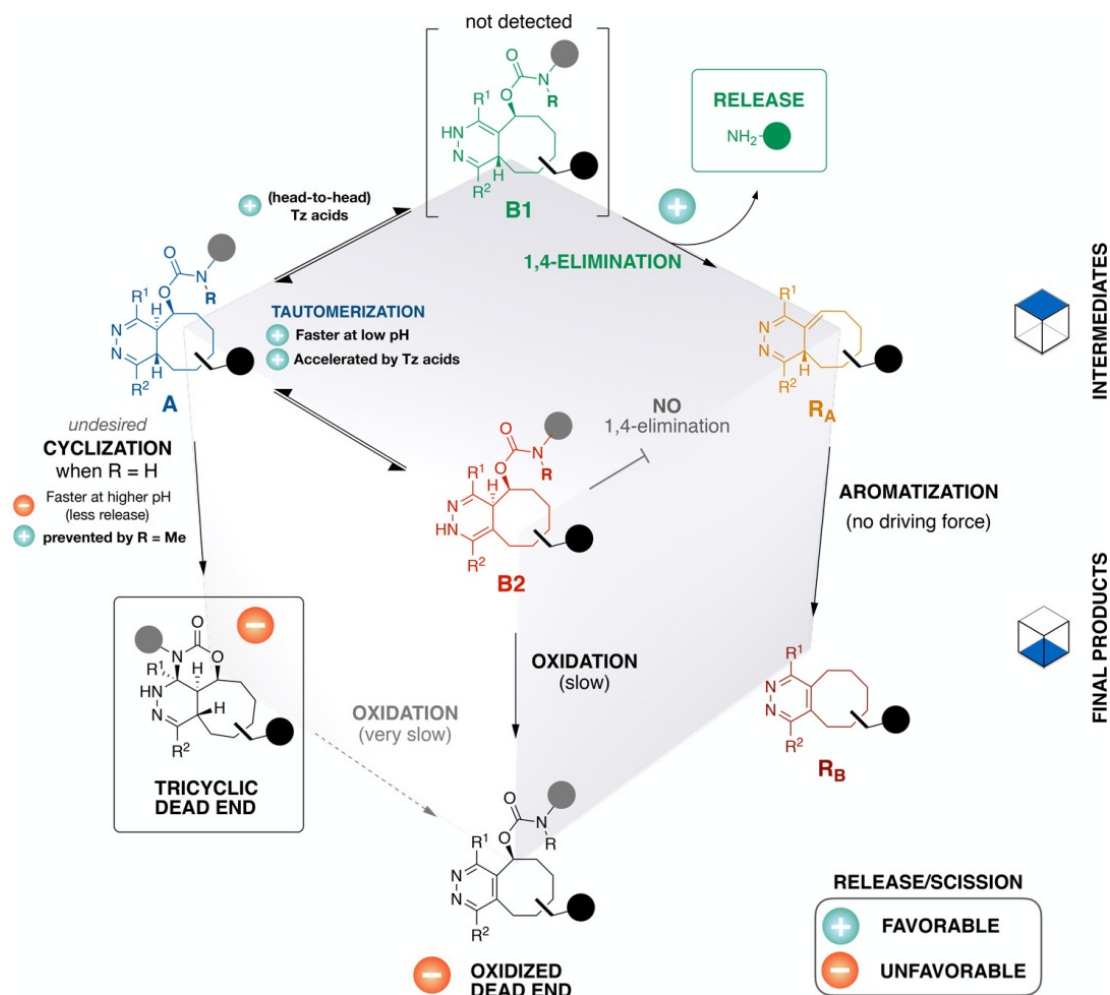 not detected
O
O
N
R
R¹
HN
N
H
R²
B1
RELEASE
NH₂
(head-to-head)
Tz acids
1,4-ELIMINATION
O
O
N
R
R¹
H
N
N
H
R²
A
TAUTOMERIZATION
Faster at low pH
Accelerated by Tz acids
R¹
N
N
H
R²
R_A
INTERMEDIATES
undesired
CYCLIZATION
when R = H
Faster at higher pH
(less release)
prevented by R = Me
NO
1,4-elimination
O
O
N
R
R¹
H
N
HN
R²
B2
AROMATIZATION
(no driving force)
O
N
O
R¹
H
HN
N
H
R²
TRICYCLIC
DEAD END
OXIDATION
(slow)
OXIDATION
(very slow)
R¹
N
N
R²
R_B
FINAL PRODUCTS
O
O
N
R
R¹
N
N
R²
OXIDIZED
DEAD END
RELEASE/SCISSION
FAVORABLE
UNFAVORABLE